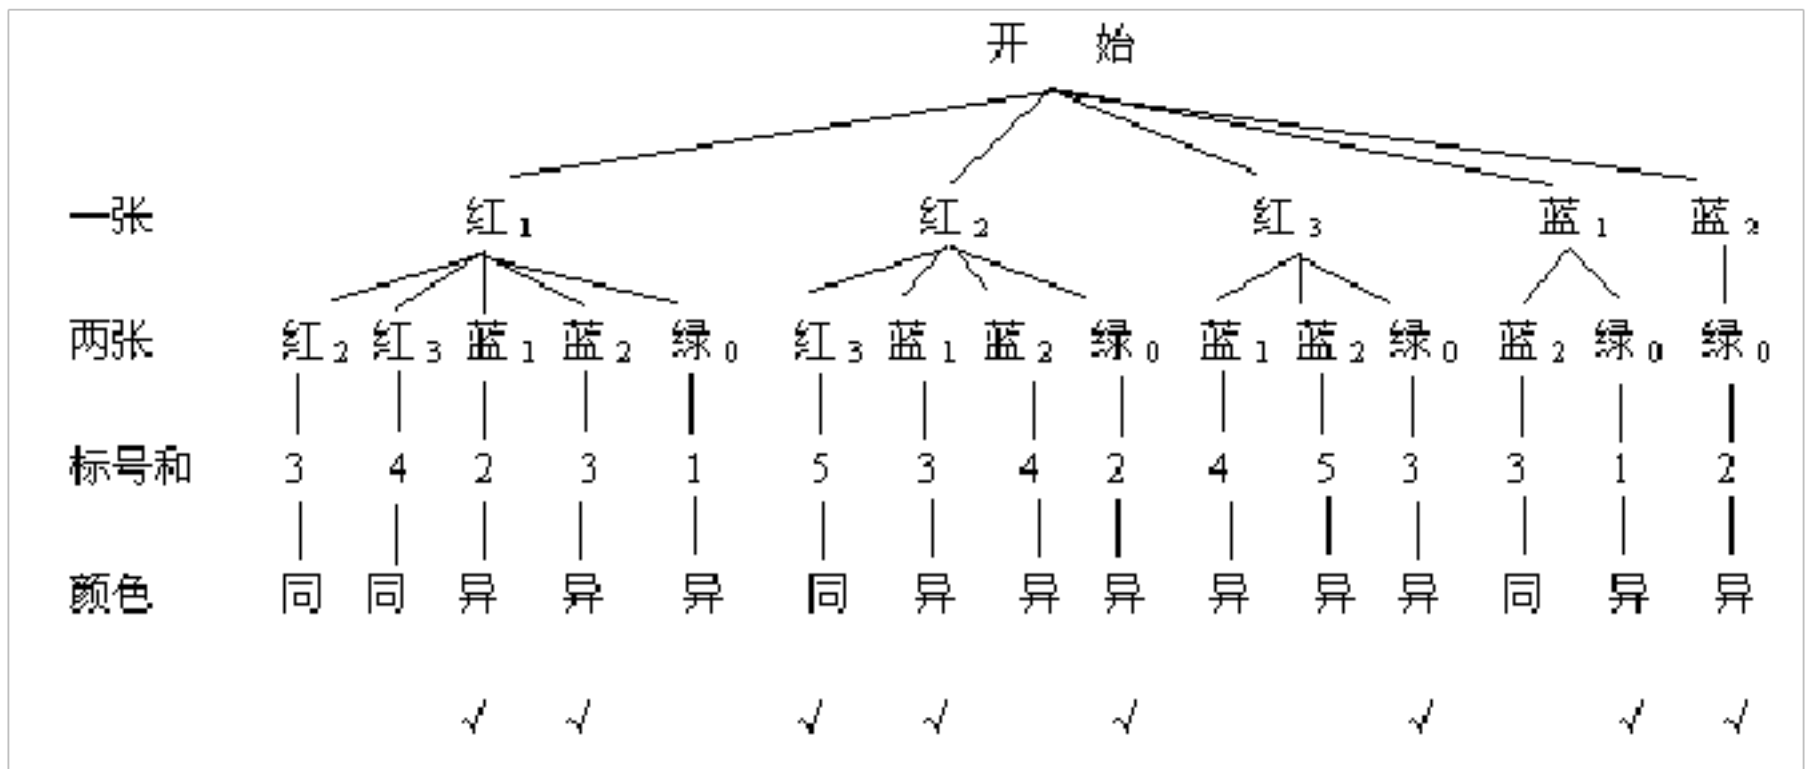 开 始
一张 红1 红2 红3 蓝1 蓝2
两张 红2 红3 蓝1 蓝2 绿0 红3 蓝1 蓝2 绿0 蓝1 蓝2 绿0 蓝2 绿0 绿0
标号和 3 4 2 3 1 5 3 4 2 4 5 3 3 1 2
颜色 同 同 异 异 异 同 异 异 异 异 异 异 同 异 异
√ √ √ √ √ √ √ √